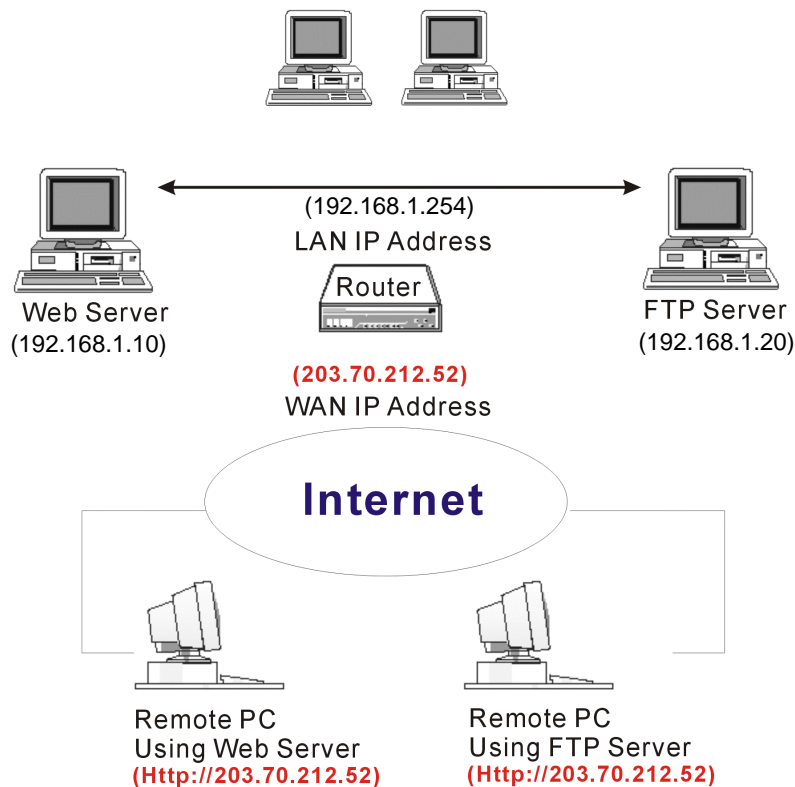 (192.168.1.254)
LAN IP Address
Router
Web Server
(192.168.1.10)
FTP Server
(192.168.1.20)
(203.70.212.52)
WAN IP Address
Internet
Remote PC
Using Web Server
(Http://203.70.212.52)
Remote PC
Using FTP Server
(Http://203.70.212.52)